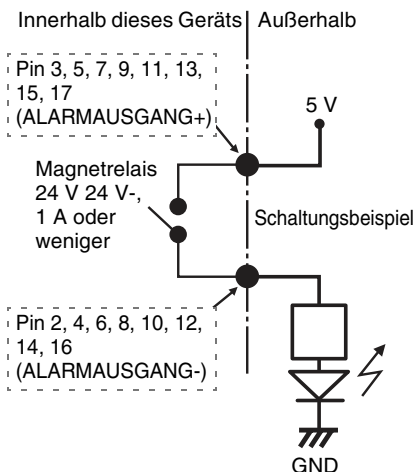 Innerhalb dieses Geräts
Außerhalb
Pin 3, 5, 7, 9, 11, 13,
15, 17
(ALARMAUSGANG+)
5 V
Magnetrelais
24 V 24 V-,
1 A oder
weniger
Schaltungsbeispiel
Pin 2, 4, 6, 8, 10, 12,
14, 16
(ALARMAUSGANG-)
GND